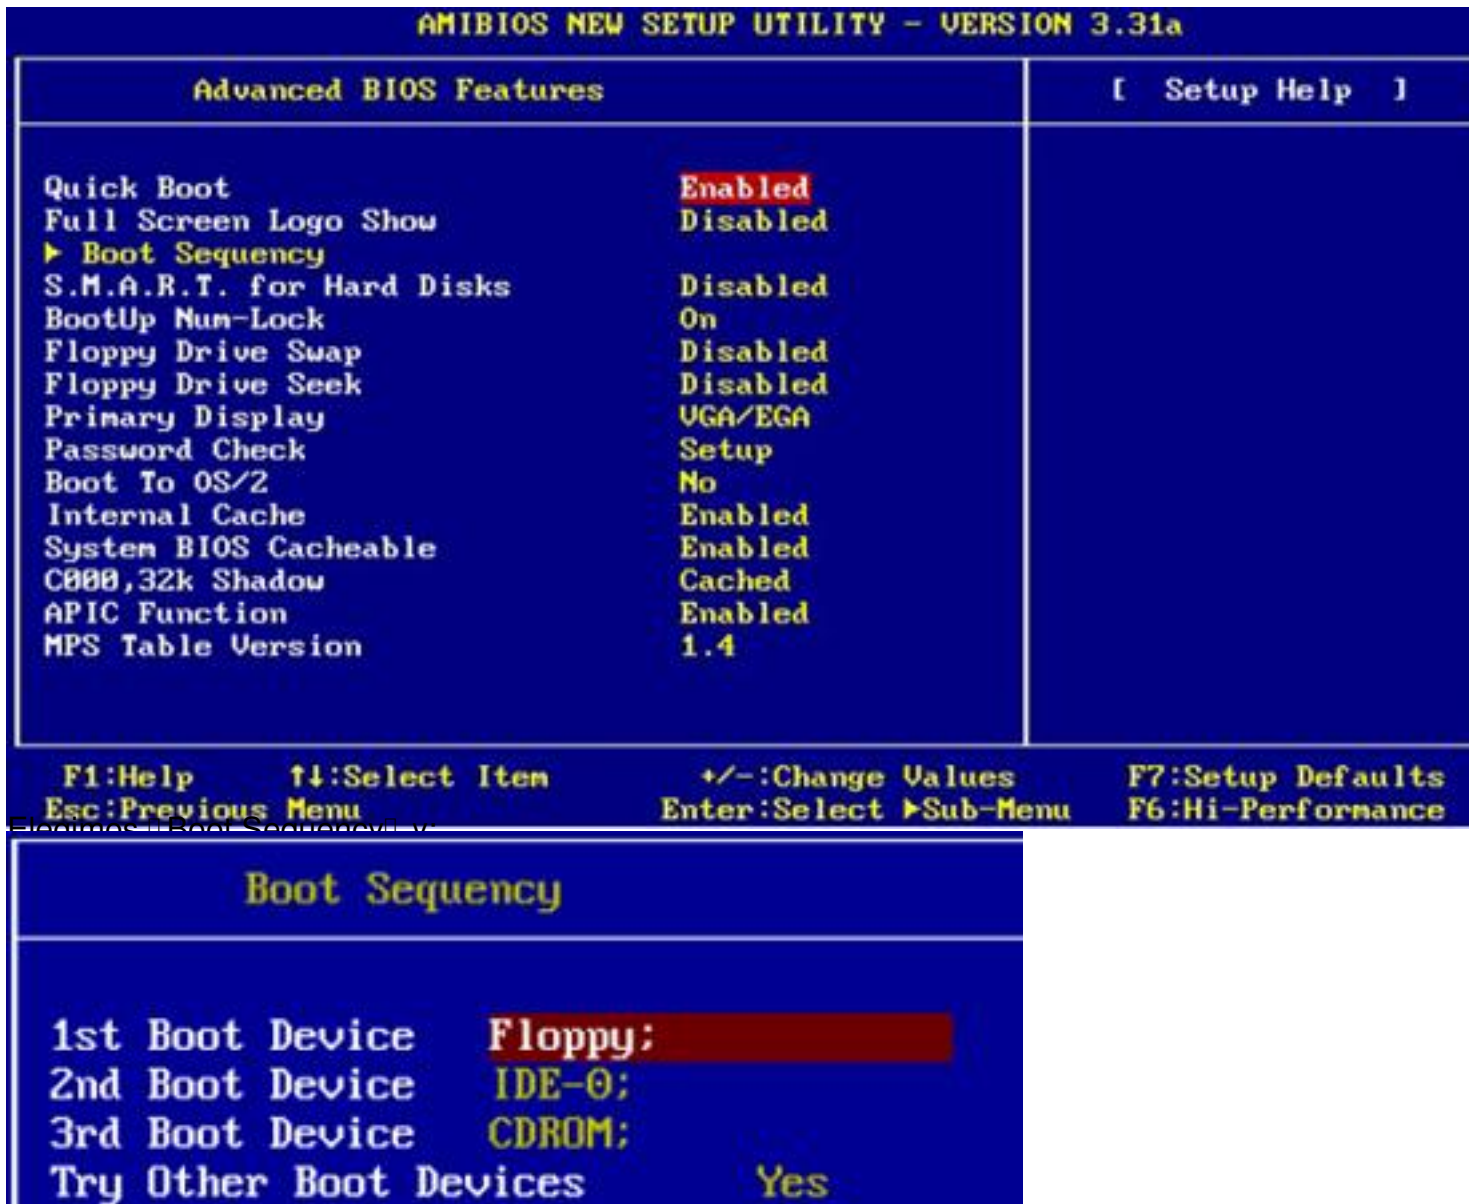 AMIBIOS NEW SETUP UTILITY - VERSION 3.31a
Advanced BIOS Features [ Setup Help ]
Quick Boot Enabled
Full Screen Logo Show Disabled
► Boot Sequency
S.M.A.R.T. for Hard Disks Disabled
BootUp Num-Lock On
Floppy Drive Swap Disabled
Floppy Drive Seek Disabled
Primary Display VGA/EGA
Password Check Setup
Boot To OS/2 No
Internal Cache Enabled
System BIOS Cacheable Enabled
C000,32k Shadow Cached
APIC Function Enabled
MPS Table Version 1.4
F1:Help ↑↓:Select Item +/-:Change Values F7:Setup Defaults
Esc:Previous Menu Enter:Select ►Sub-Menu F6:Hi-Performance
Elegimos Boot Sequency y:
Boot Sequency
1st Boot Device Floppy;
2nd Boot Device IDE-0;
3rd Boot Device CDROM;
Try Other Boot Devices Yes